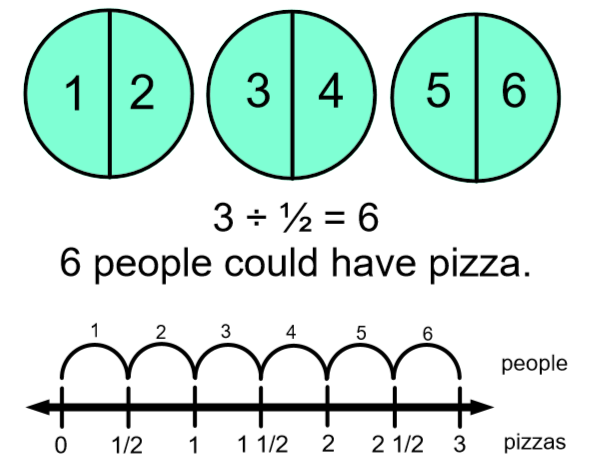 1 2 3 4 5 6
3 ÷ ½ = 6
6 people could have pizza.
1 2 3 4 5 6
people
0 1/2 1 1 1/2 2 2 1/2 3 pizzas